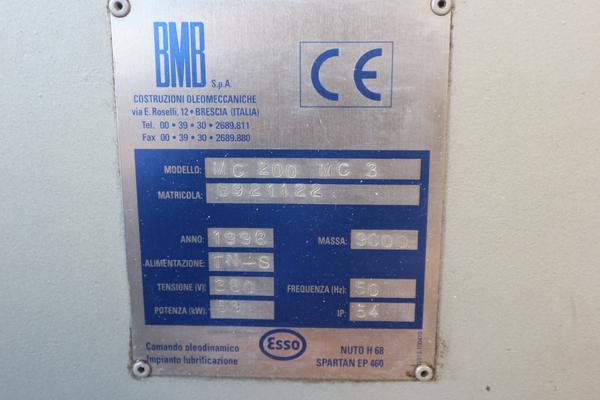 BMB S.p.A.
CE
COSTRUZIONI OLEOMECCANICHE
via E. Roselli, 12 • BRESCIA (ITALIA)
Tel. 00 • 39 • 30 • 2689.811
Fax 00 • 39 • 30 • 2689.880
MODELLO: MC 200 MC 3
MATRICOLA: 9921122
ANNO: 1998 MASSA: 9000
ALIMENTAZIONE: TN-S
TENSIONE (V): 380 FREQUENZA (Hz): 50
POTENZA (kW): IP: 54
Comando oleodinamico Esso NUTO H 68
Impianto lubrificazione SPARTAN EP 460